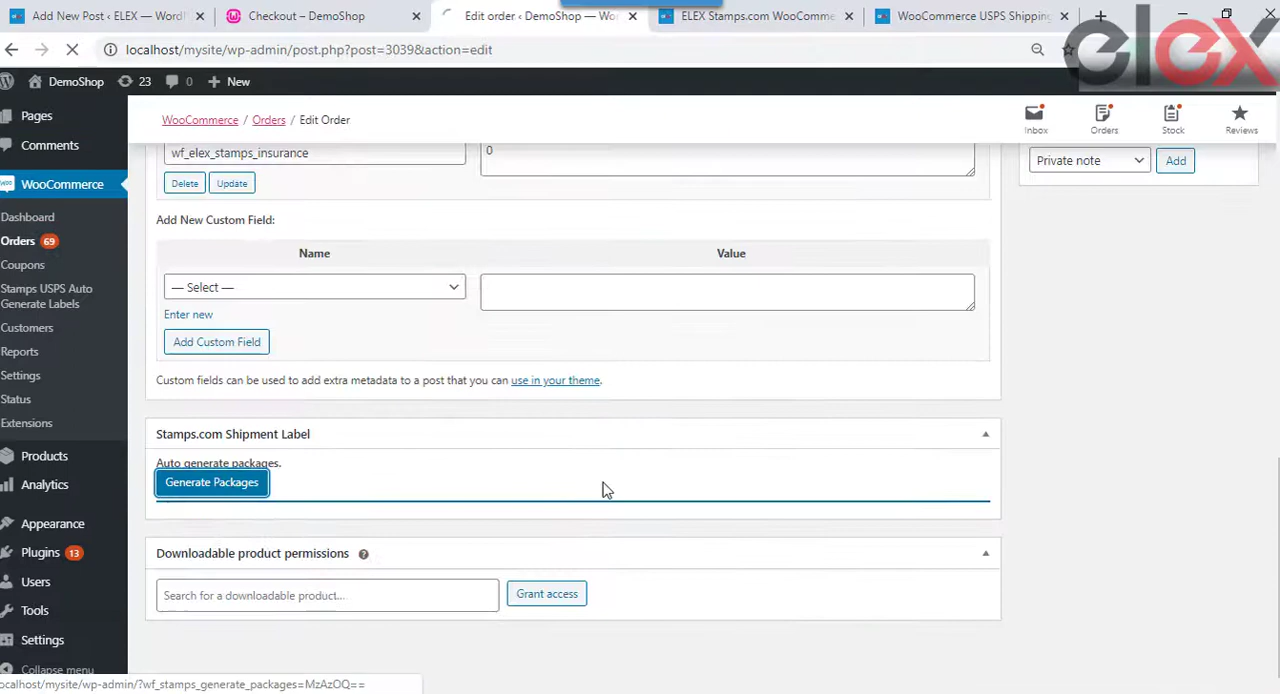 Add New Post ‹ ELEX — WordPr
Checkout – DemoShop
Edit order ‹ DemoShop — Woo
ELEX Stamps.com WooComme
WooCommerce USPS Shipping
localhost/mysite/wp-admin/post.php?post=3039&action=edit
elex
DemoShop 23 0 New
Pages
Comments
WooCommerce
Dashboard
Orders 69
Coupons
Stamps USPS Auto
Generate Labels
Customers
Reports
Settings
Status
Extensions
Products
Analytics
Appearance
Plugins 13
Users
Tools
Settings
Collapse menu
WooCommerce / Orders / Edit Order
Inbox Orders Stock Reviews
wf_elex_stamps_insurance 0
Delete Update
Add New Custom Field:
Name Value
— Select —
Enter new
Add Custom Field
Custom fields can be used to add extra metadata to a post that you can use in your theme.
Stamps.com Shipment Label
Auto generate packages.
Generate Packages
Downloadable product permissions
Search for a downloadable product…
Grant access
Private note Add
ocalhost/mysite/wp-admin/?wf_stamps_generate_packages=MzAzOQ==